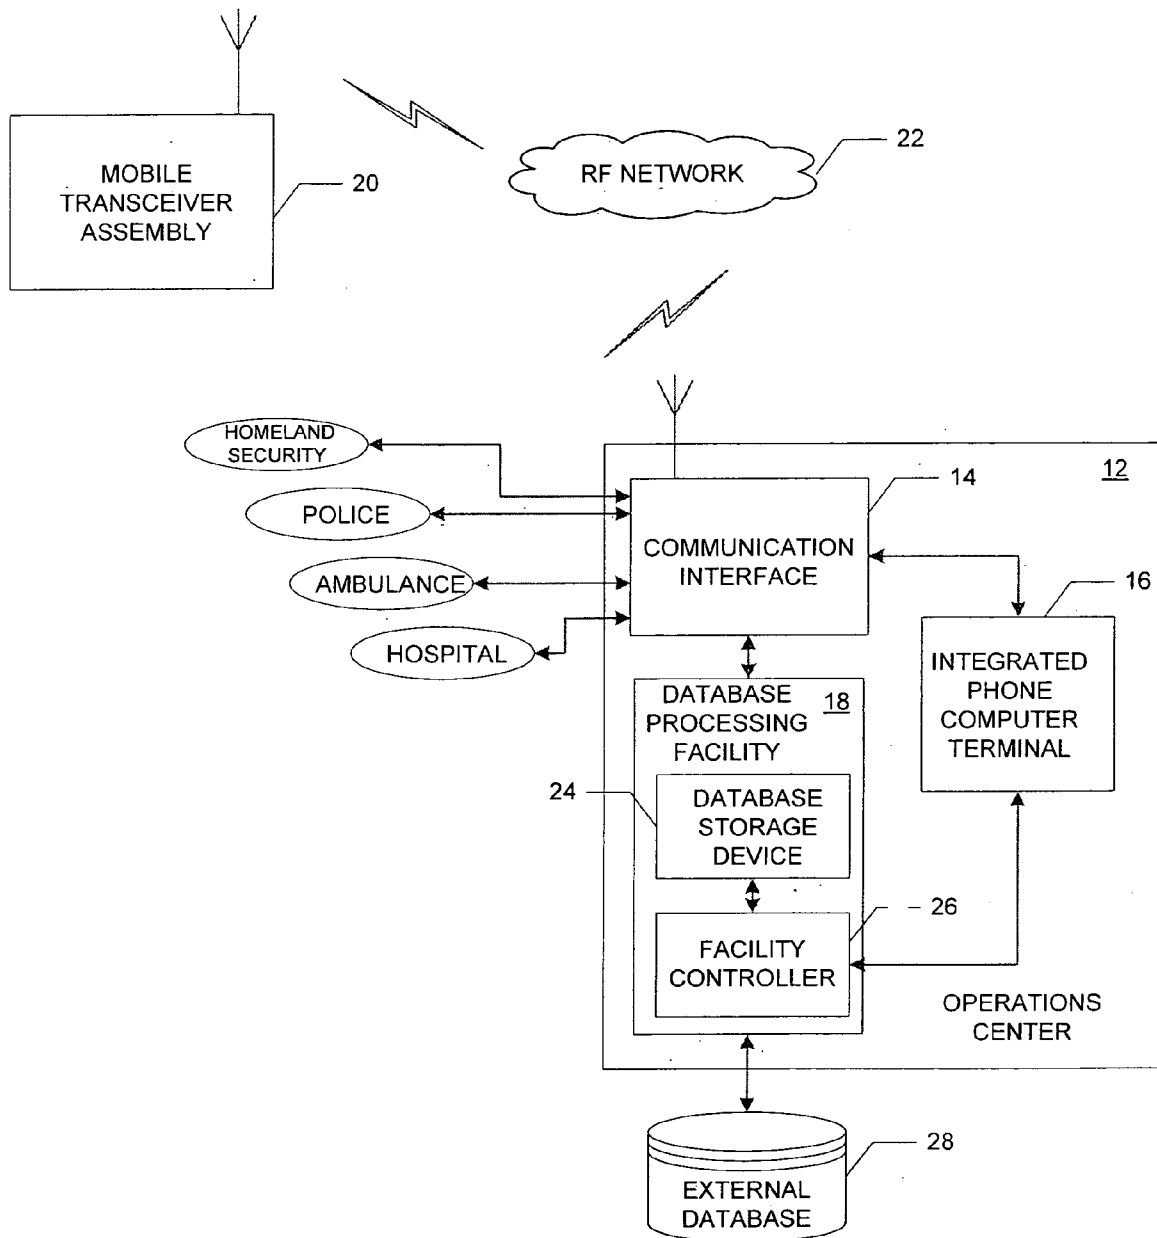 MOBILE
TRANSCEIVER
ASSEMBLY
20
RF NETWORK
22
HOMELAND
SECURITY
POLICE
AMBULANCE
HOSPITAL
12
14
COMMUNICATION
INTERFACE
16
INTEGRATED
PHONE
COMPUTER
TERMINAL
DATABASE
PROCESSING
FACILITY
18
24
DATABASE
STORAGE
DEVICE
26
FACILITY
CONTROLLER
OPERATIONS
CENTER
28
EXTERNAL
DATABASE